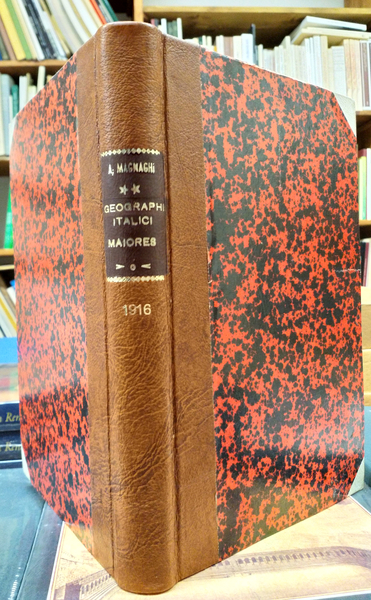 A, MAGNAGHI
GEOGRAPHI
ITALICI
MAIORES
1916